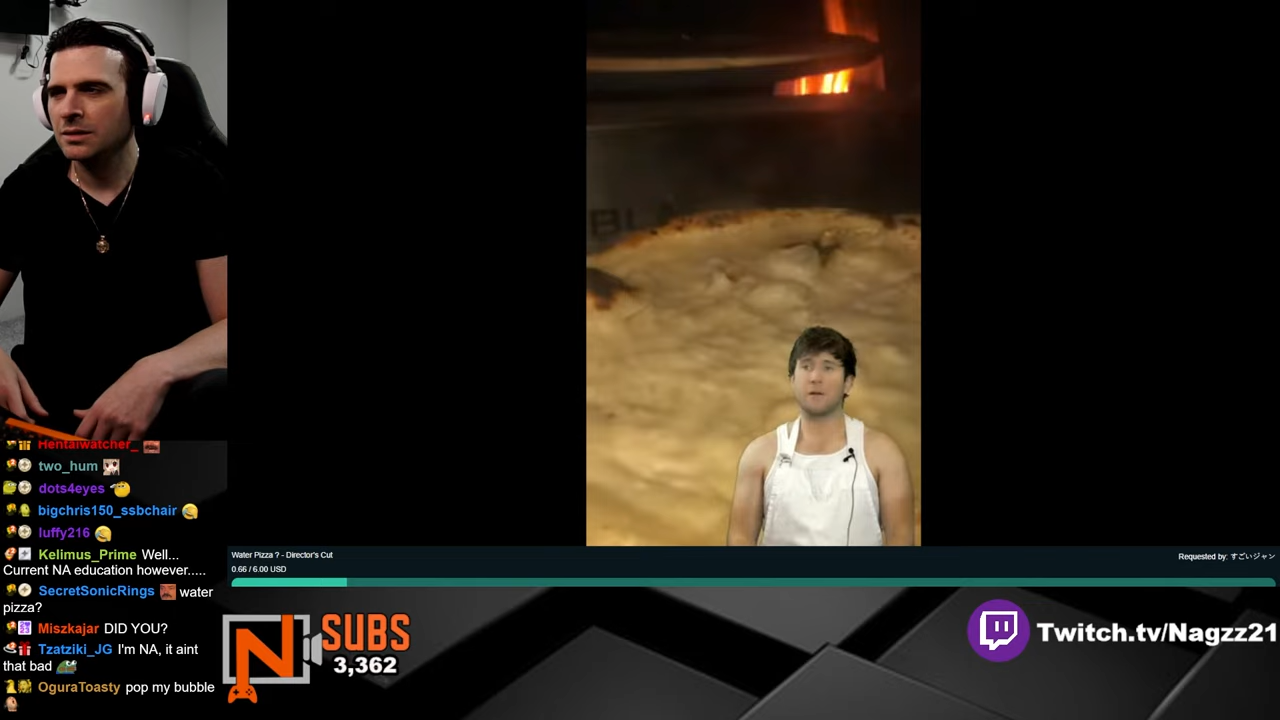 Hentaiwatcher_
two_hum
dots4eyes
bigchris150_ssbchair
luffy216
Kelimus_Prime Well...
Current NA education however.....
SecretSonicRings water
pizza?
Miszkajar DID YOU?
Tzatziki_JG I'm NA, it aint
that bad
OguraToasty pop my bubble
Water Pizza ? - Director's Cut
Requested by: すごいジャン
0.66 / 6.00 USD
N SUBS
3,362
Twitch.tv/Nagzz21